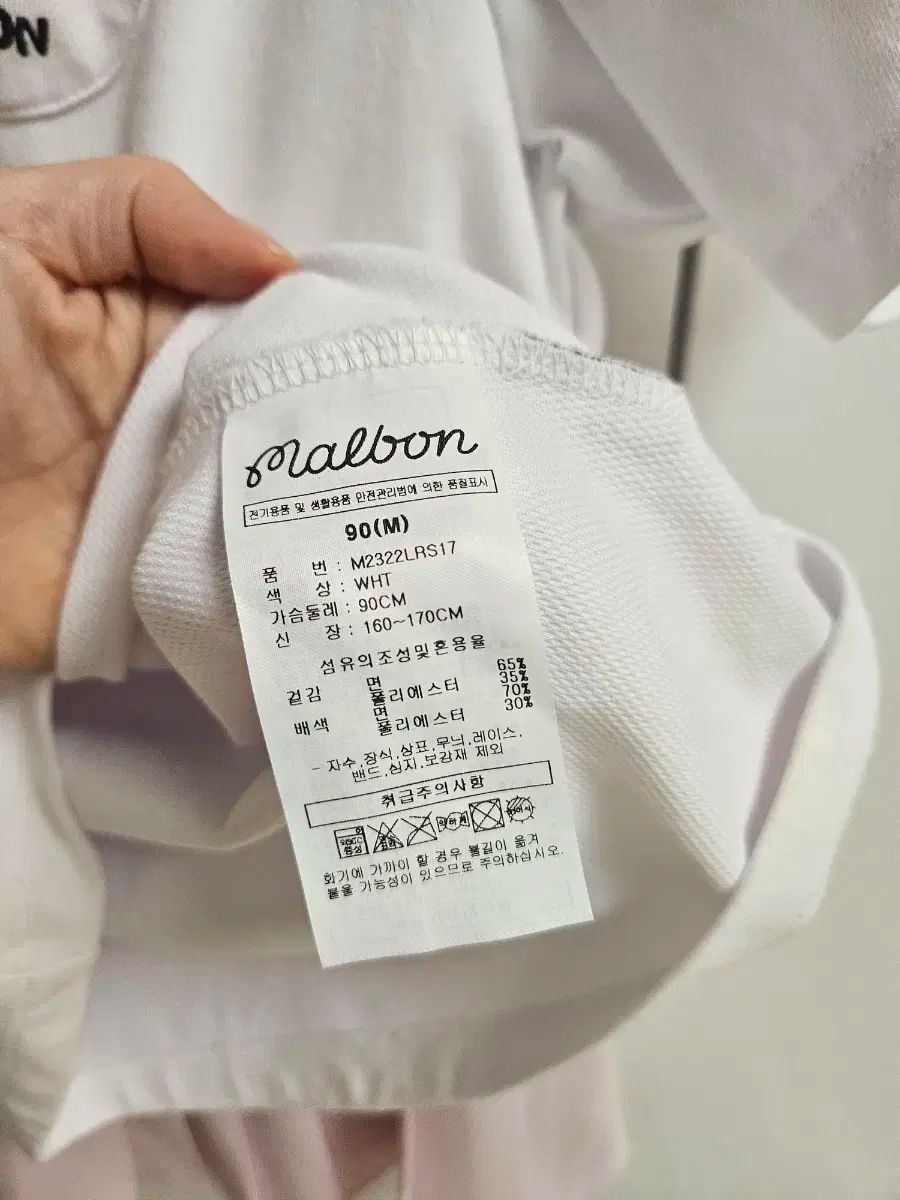 ON
malbon
전기용품 및 생활용품 안전관리법에 의한 품질표시
90(M)
품 번 : M2322LRS17
색 상 : WHT
가슴둘레 : 90CM
신 장 : 160~170CM
섬유의조성및혼용율
겉감 면 65%
폴리에스터 35%
배색 면 70%
폴리에스터 30%
- 자수,장식,상표,무늬,레이스,
밴드,심지,보강재 제외
취급주의사항
약하게
화기에 가까이 할 경우 불길이 옮겨
붙을 가능성이 있으므로 주의하십시오.